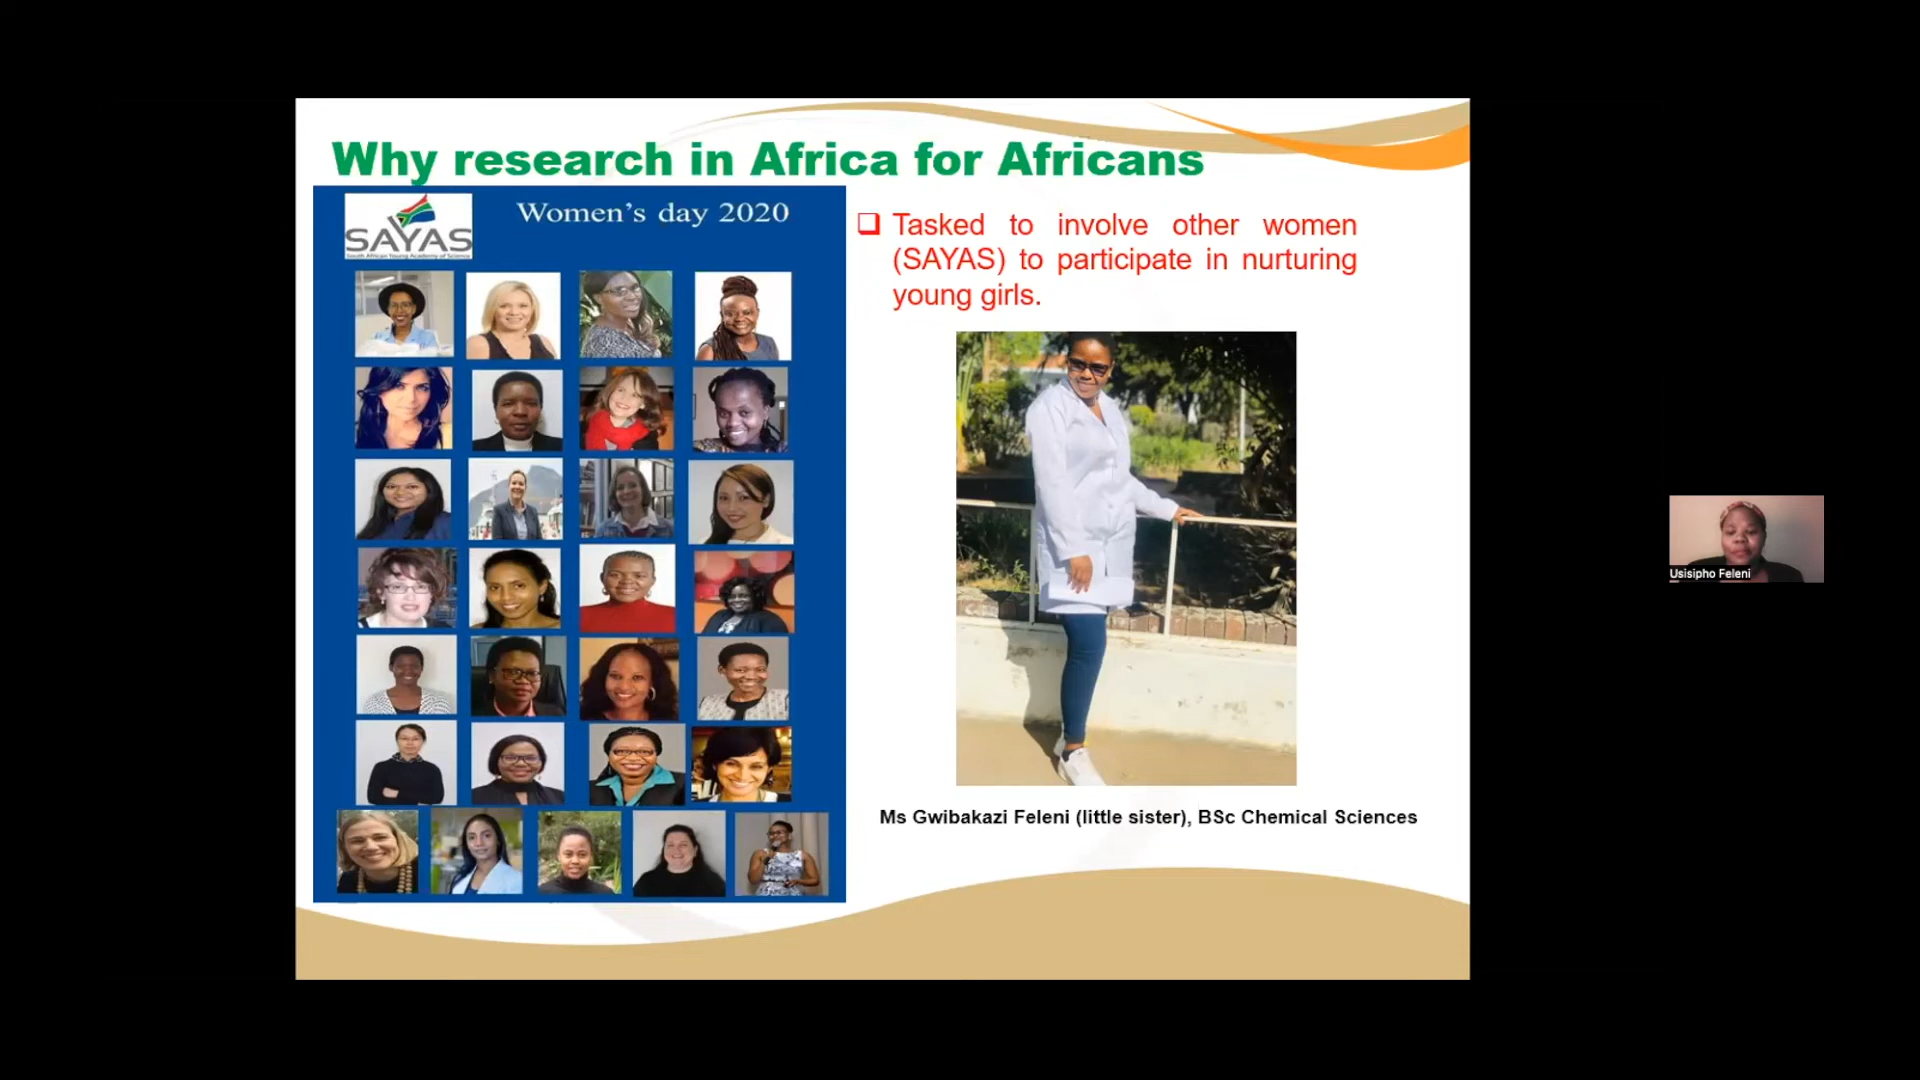 Why research in Africa for Africans
SAYAS
South African Young Academy of Science
Women's day 2020
❑ Tasked to involve other women
(SAYAS) to participate in nurturing
young girls.
Ms Gwibakazi Feleni (little sister), BSc Chemical Sciences
Usisipho Feleni